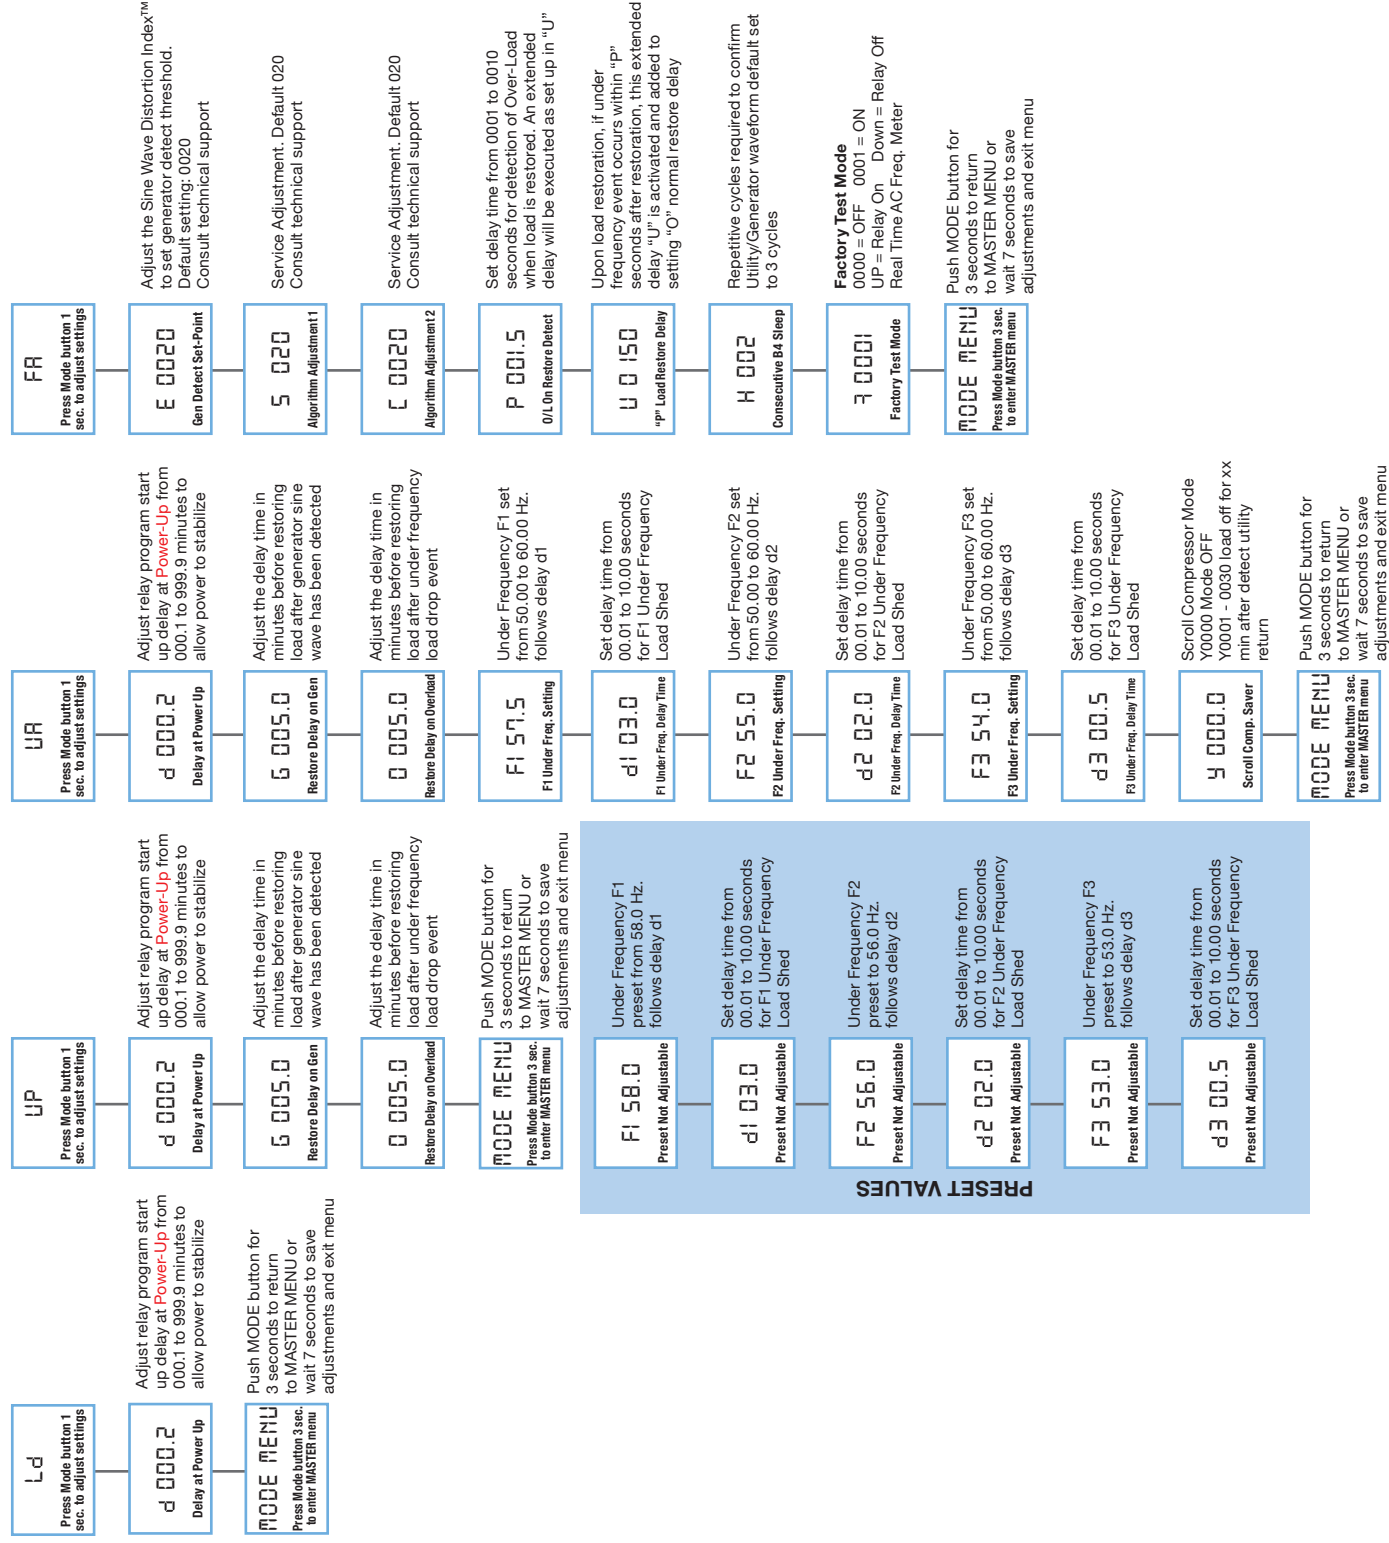 Ld
Press Mode button 1
sec. to adjust settings
d 000.2
Delay at Power Up
Adjust relay program start
up delay at Power-Up from
000.1 to 999.9 minutes to
allow power to stabilize
MODE MENU
Press Mode button 3 sec.
to enter MASTER menu
Push MODE button for
3 seconds to return
to MASTER MENU or
wait 7 seconds to save
adjustments and exit menu
UP
Press Mode button 1
sec. to adjust settings
d 000.2
Delay at Power Up
Adjust relay program start
up delay at Power-Up from
000.1 to 999.9 minutes to
allow power to stabilize
G 005.0
Restore Delay on Gen
Adjust the delay time in
minutes before restoring
load after generator sine
wave has been detected
O 005.0
Restore Delay on Overload
Adjust the delay time in
minutes before restoring
load after under frequency
load drop event
MODE MENU
Press Mode button 3 sec.
to enter MASTER menu
Push MODE button for
3 seconds to return
to MASTER MENU or
wait 7 seconds to save
adjustments and exit menu
PRESET VALUES
F1 58.0
Preset Not Adjustable
Under Frequency F1
preset from 58.0 Hz.
follows delay d1
d1 03.0
Preset Not Adjustable
Set delay time from
00.01 to 10.00 seconds
for F1 Under Frequency
Load Shed
F2 56.0
Preset Not Adjustable
Under Frequency F2
preset to 56.0 Hz.
follows delay d2
d2 02.0
Preset Not Adjustable
Set delay time from
00.01 to 10.00 seconds
for F2 Under Frequency
Load Shed
F3 53.0
Preset Not Adjustable
Under Frequency F3
preset to 53.0 Hz.
follows delay d3
d3 00.5
Preset Not Adjustable
Set delay time from
00.01 to 10.00 seconds
for F3 Under Frequency
Load Shed
UA
Press Mode button 1
sec. to adjust settings
d 000.2
Delay at Power Up
Adjust relay program start
up delay at Power-Up from
000.1 to 999.9 minutes to
allow power to stabilize
G 005.0
Restore Delay on Gen
Adjust the delay time in
minutes before restoring
load after generator sine
wave has been detected
O 005.0
Restore Delay on Overload
Adjust the delay time in
minutes before restoring
load after under frequency
load drop event
F1 57.5
F1 Under Freq. Setting
Under Frequency F1 set
from 50.00 to 60.00 Hz.
follows delay d1
d1 03.0
F1 Under Freq. Delay Time
Set delay time from
00.01 to 10.00 seconds
for F1 Under Frequency
Load Shed
F2 55.0
F2 Under Freq. Setting
Under Frequency F2 set
from 50.00 to 60.00 Hz.
follows delay d2
d2 02.0
F2 Under Freq. Delay Time
Set delay time from
00.01 to 10.00 seconds
for F2 Under Frequency
Load Shed
F3 54.0
F3 Under Freq. Setting
Under Frequency F3 set
from 50.00 to 60.00 Hz.
follows delay d3
d3 00.5
F3 Under Freq. Delay Time
Set delay time from
00.01 to 10.00 seconds
for F3 Under Frequency
Load Shed
Y 000.0
Scroll Comp. Saver
Scroll Compressor Mode
Y0000 Mode OFF
Y0001 - 0030 load off for xx
min after detect utility
return
MODE MENU
Press Mode button 3 sec.
to enter MASTER menu
Push MODE button for
3 seconds to return
to MASTER MENU or
wait 7 seconds to save
adjustments and exit menu
FA
Press Mode button 1
sec. to adjust settings
E 0020
Gen Detect Set-Point
Adjust the Sine Wave Distortion Index™
to set generator detect threshold.
Default setting: 0020
Consult technical support
S 020
Algorithm Adjustment 1
Service Adjustment. Default 020
Consult technical support
C 0020
Algorithm Adjustment 2
Service Adjustment. Default 020
Consult technical support
P 001.5
O/L On Restore Detect
Set delay time from 0001 to 0010
seconds for detection of Over-Load
when load is restored. An extended
delay will be executed as set up in “U”
U 0 150
“P” Load Restore Delay
Upon load restoration, if under
frequency event occurs within “P”
seconds after restoration, this extended
delay “U” is activated and added to
setting “O” normal restore delay
H 002
Consecutive B4 Sleep
Repetitive cycles required to confirm
Utility/Generator waveform default set
to 3 cycles
7 0001
Factory Test Mode
Factory Test Mode
0000 = OFF 0001 = ON
UP = Relay On Down = Relay Off
Real Time AC Freq. Meter
MODE MENU
Press Mode button 3 sec.
to enter MASTER menu
Push MODE button for
3 seconds to return
to MASTER MENU or
wait 7 seconds to save
adjustments and exit menu